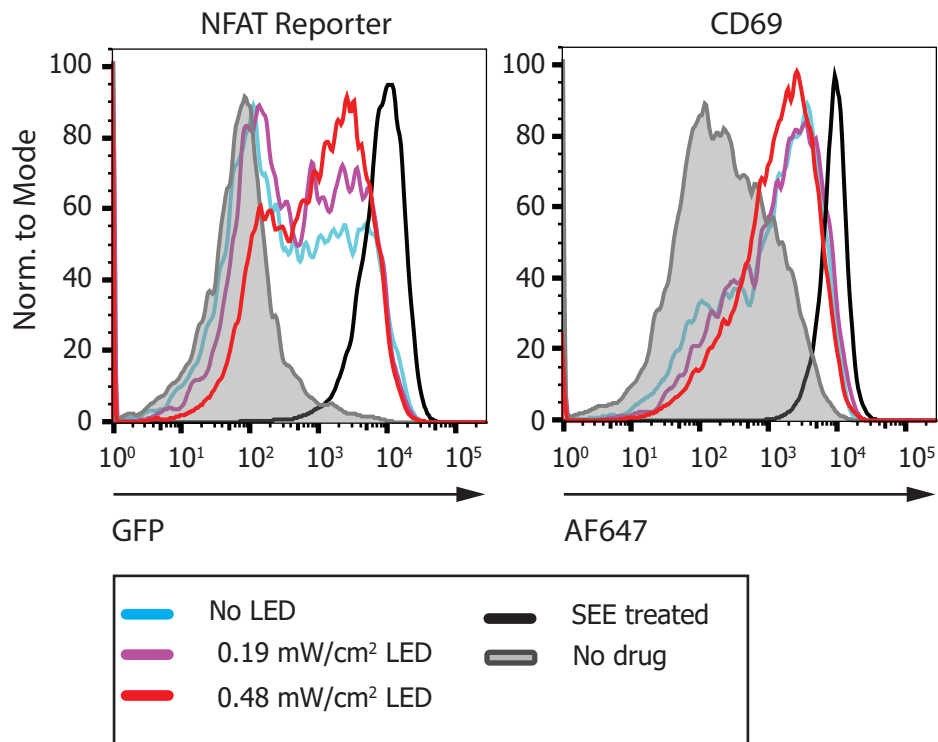 NFAT Reporter
CD69
Norm. to Mode
100
80
60
40
20
0
10⁰ 10¹ 10² 10³ 10⁴ 10⁵
GFP
100
80
60
40
20
0
10⁰ 10¹ 10² 10³ 10⁴ 10⁵
AF647
No LED
0.19 mW/cm² LED
0.48 mW/cm² LED
SEE treated
No drug